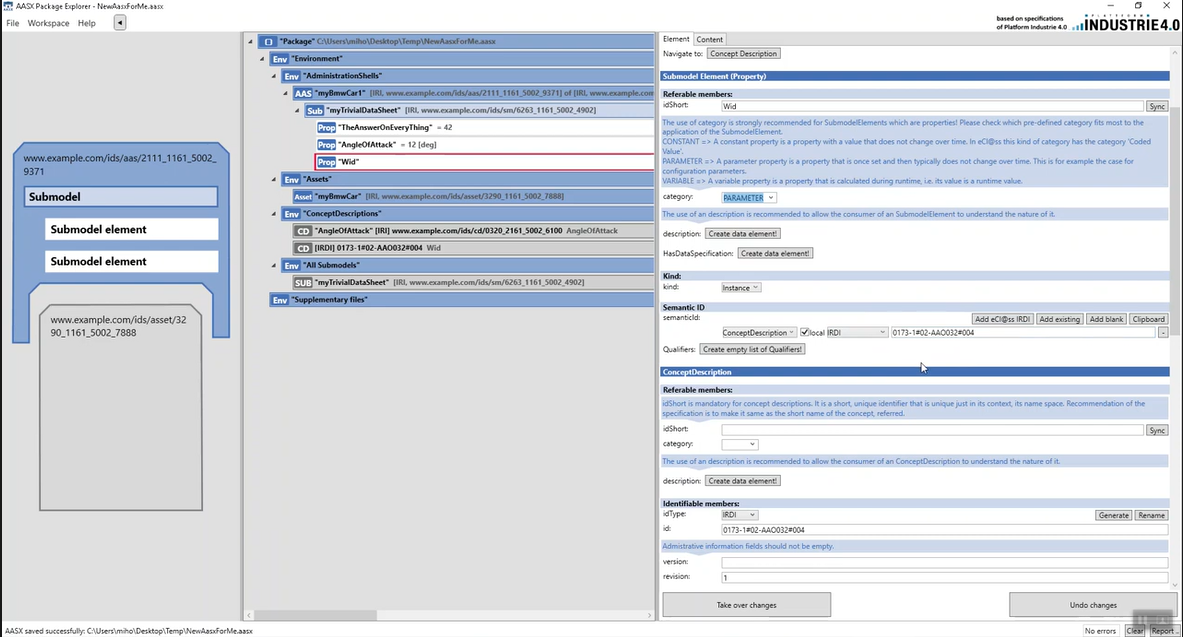 AASX Package Explorer - NewAasxForMe.aasx
File Workspace Help
based on specifications
of Platform Industrie 4.0
PLATTFORM
INDUSTRIE4.0
www.example.com/ids/aas/2111_1161_5002_
9371
Submodel
Submodel element
Submodel element
www.example.com/ids/asset/32
90_1161_5002_7888
"Package" C:\Users\miho\Desktop\Temp\NewAasxForMe.aasx
Env "Environment"
Env "AdministrationShells"
AAS "myBmwCar1" [IRI, www.example.com/ids/aas/2111_1161_5002_9371] of [IRI, www.example.com
Sub "myTrivialDataSheet" [IRI, www.example.com/ids/sm/6263_1161_5002_4902]
Prop "TheAnswerOnEveryThing" = 42
Prop "AngleOfAttack" = 12 [deg]
Prop "Wid"
Env "Assets"
Asset "myBmwCar" [IRI, www.example.com/ids/asset/3290_1161_5002_7888]
Env "ConceptDescriptions"
CD "AngleOfAttack" [IRI] www.example.com/ids/cd/0320_2161_5002_6100 AngleOfAttack
CD [IRDI] 0173-1#02-AAO032#004 Wid
Env "All Submodels"
SUB "myTrivialDataSheet" [IRI, www.example.com/ids/sm/6263_1161_5002_4902]
Env "Supplementary files"
Element Content
Navigate to: Concept Description
Submodel Element (Property)
Referable members:
idShort: Wid Sync
The use of category is strongly recommended for SubmodelElements which are properties! Please check which pre-defined category fits most to the
application of the SubmodelElement.
CONSTANT => A constant property is a property with a value that does not change over time. In eCl@ss this kind of category has the category 'Coded
Value'.
PARAMETER => A parameter property is a property that is once set and then typically does not change over time. This is for example the case for
configuration parameters.
VARIABLE => A variable property is a property that is calculated during runtime, i.e. its value is a runtime value.
category: PARAMETER
The use of an description is recommended to allow the consumer of an SubmodelElement to understand the nature of it.
description: Create data element!
HasDataSpecification: Create data element!
Kind:
kind: Instance
Semantic ID
semanticId: Add eCl@ss IRDI Add existing Add blank Clipboard
ConceptDescription local IRDI 0173-1#02-AAO032#004 -
Qualifiers: Create empty list of Qualifiers!
ConceptDescription
Referable members:
idShort is mandatory for concept descriptions. It is a short, unique identifier that is unique just in its context, its name space. Recommendation of the
specification is to make it same as the short name of the concept, referred.
idShort: Sync
category:
The use of an description is recommended to allow the consumer of an ConceptDescription to understand the nature of it.
description: Create data element!
Identifiable members:
idType: IRDI Generate Rename
id: 0173-1#02-AAO032#004
Admistrative information fields should not be empty.
version:
revision: 1
Take over changes Undo changes
AASX saved successfully: C:\Users\miho\Desktop\Temp\NewAasxForMe.aasx
No errors Clear Report..